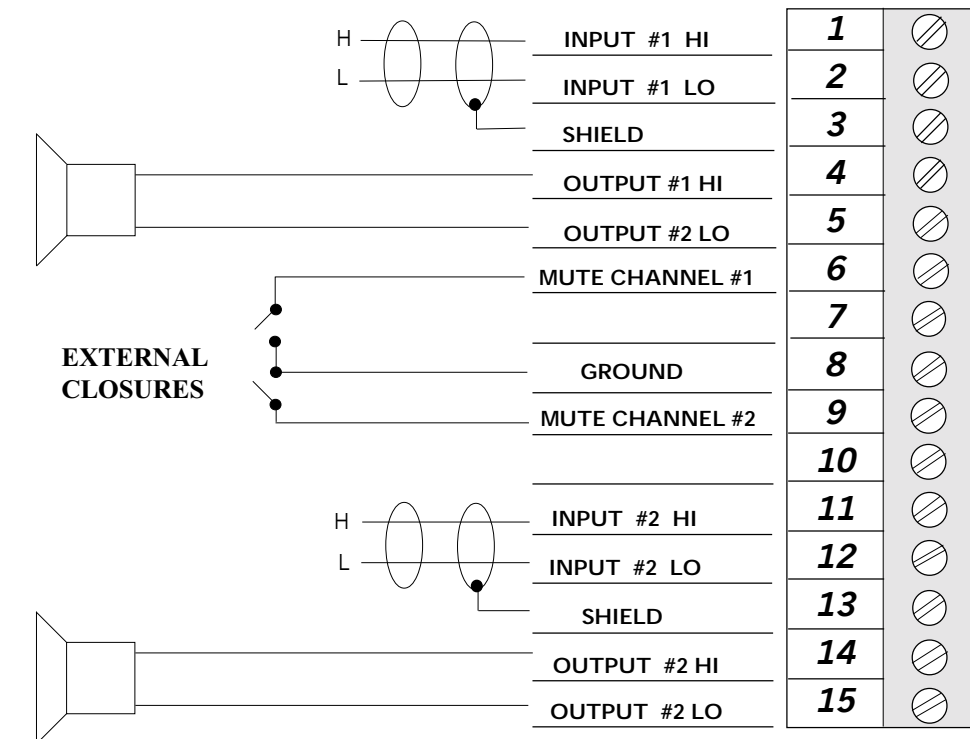 H INPUT #1 HI 1
L INPUT #1 LO 2
SHIELD 3
OUTPUT #1 HI 4
OUTPUT #2 LO 5
MUTE CHANNEL #1 6
7
EXTERNAL
CLOSURES
GROUND 8
MUTE CHANNEL #2 9
10
H INPUT #2 HI 11
L INPUT #2 LO 12
SHIELD 13
OUTPUT #2 HI 14
OUTPUT #2 LO 15